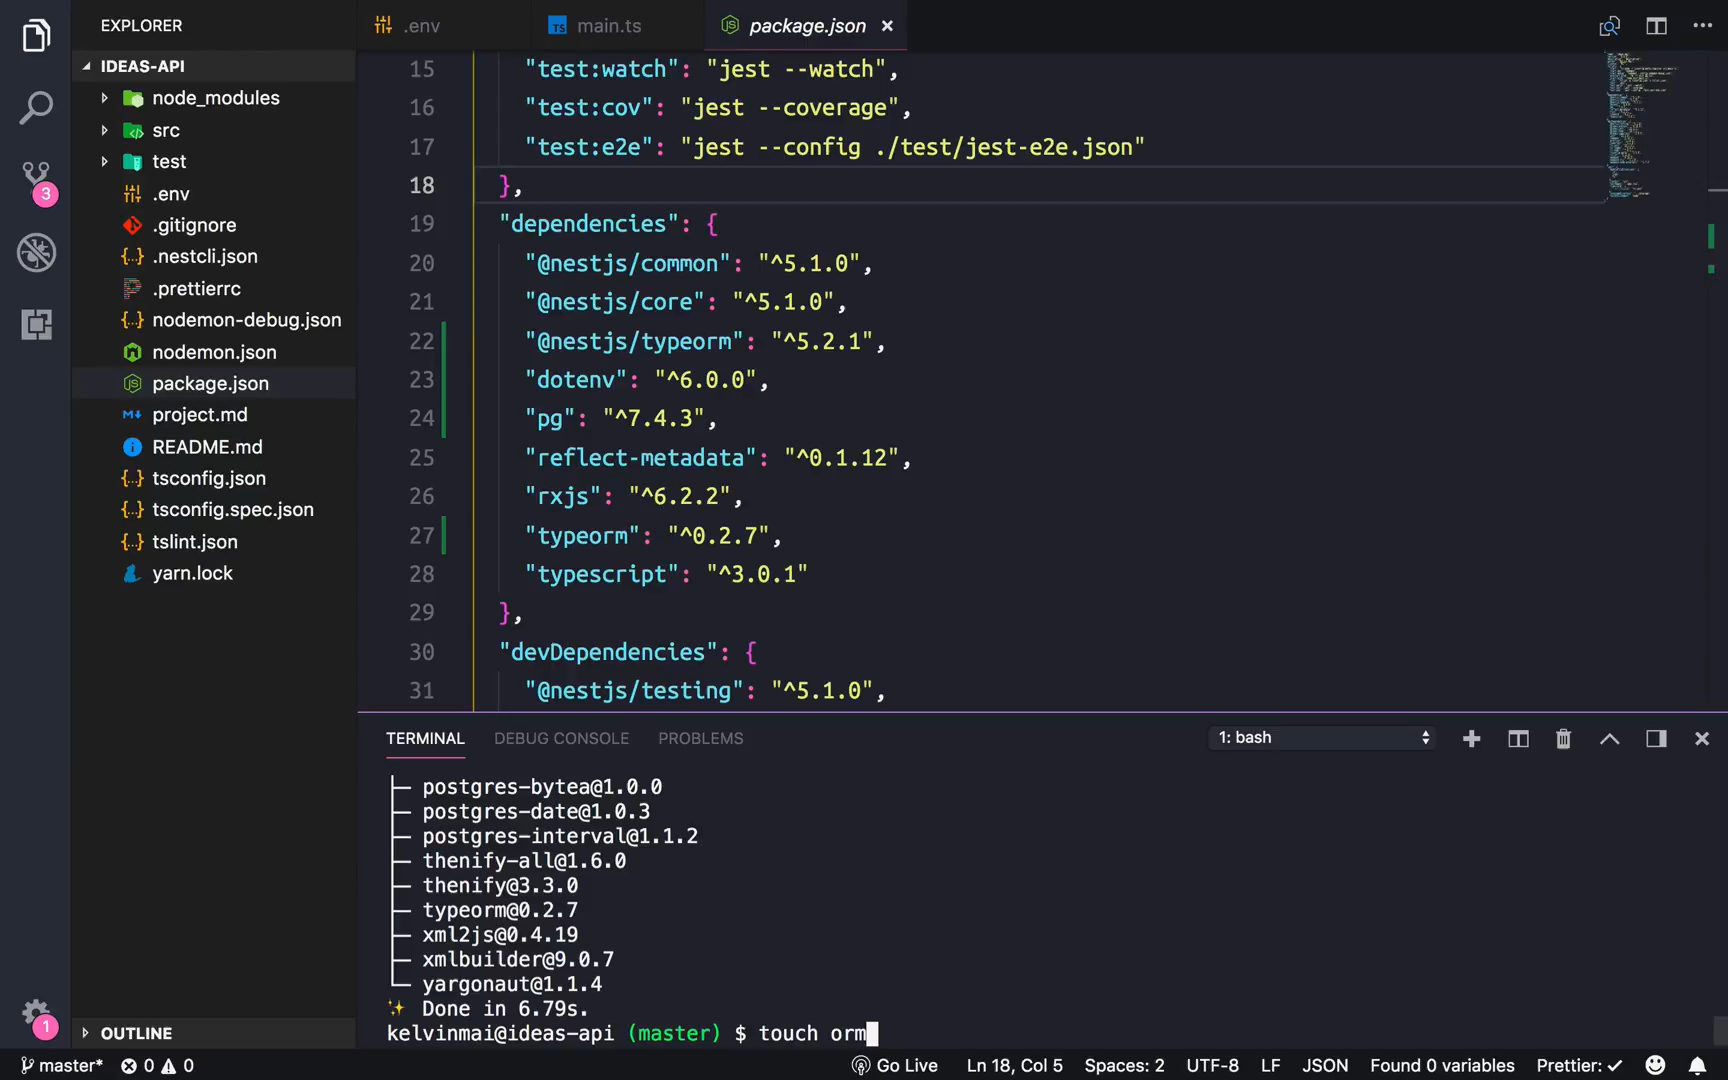 EXPLORER
.env
main.ts
package.json
IDEAS-API
node_modules
src
test
.env
.gitignore
.nestcli.json
.prettierrc
nodemon-debug.json
nodemon.json
package.json
project.md
README.md
tsconfig.json
tsconfig.spec.json
tslint.json
yarn.lock
OUTLINE
3
1
15 "test:watch": "jest --watch",
16 "test:cov": "jest --coverage",
17 "test:e2e": "jest --config ./test/jest-e2e.json"
18 },
19 "dependencies": {
20 "@nestjs/common": "^5.1.0",
21 "@nestjs/core": "^5.1.0",
22 "@nestjs/typeorm": "^5.2.1",
23 "dotenv": "^6.0.0",
24 "pg": "^7.4.3",
25 "reflect-metadata": "^0.1.12",
26 "rxjs": "^6.2.2",
27 "typeorm": "^0.2.7",
28 "typescript": "^3.0.1"
29 },
30 "devDependencies": {
31 "@nestjs/testing": "^5.1.0",
TERMINAL DEBUG CONSOLE PROBLEMS 1: bash
├─ postgres-bytea@1.0.0
├─ postgres-date@1.0.3
├─ postgres-interval@1.1.2
├─ thenify-all@1.6.0
├─ thenify@3.3.0
├─ typeorm@0.2.7
├─ xml2js@0.4.19
├─ xmlbuilder@9.0.7
└─ yargonaut@1.1.4
✨ Done in 6.79s.
kelvinmai@ideas-api (master) $ touch orm
master* 0 0 Go Live Ln 18, Col 5 Spaces: 2 UTF-8 LF JSON Found 0 variables Prettier: ✓